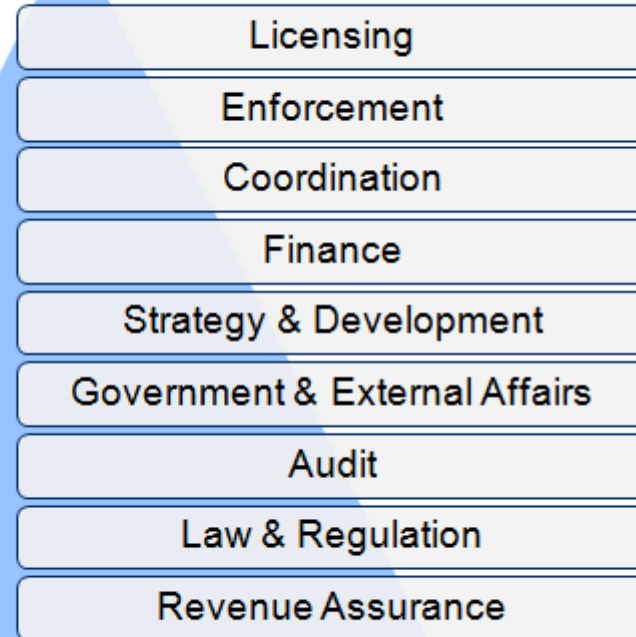 Licensing
Enforcement
Coordination
Finance
Strategy & Development
Government & External Affairs
Audit
Law & Regulation
Revenue Assurance